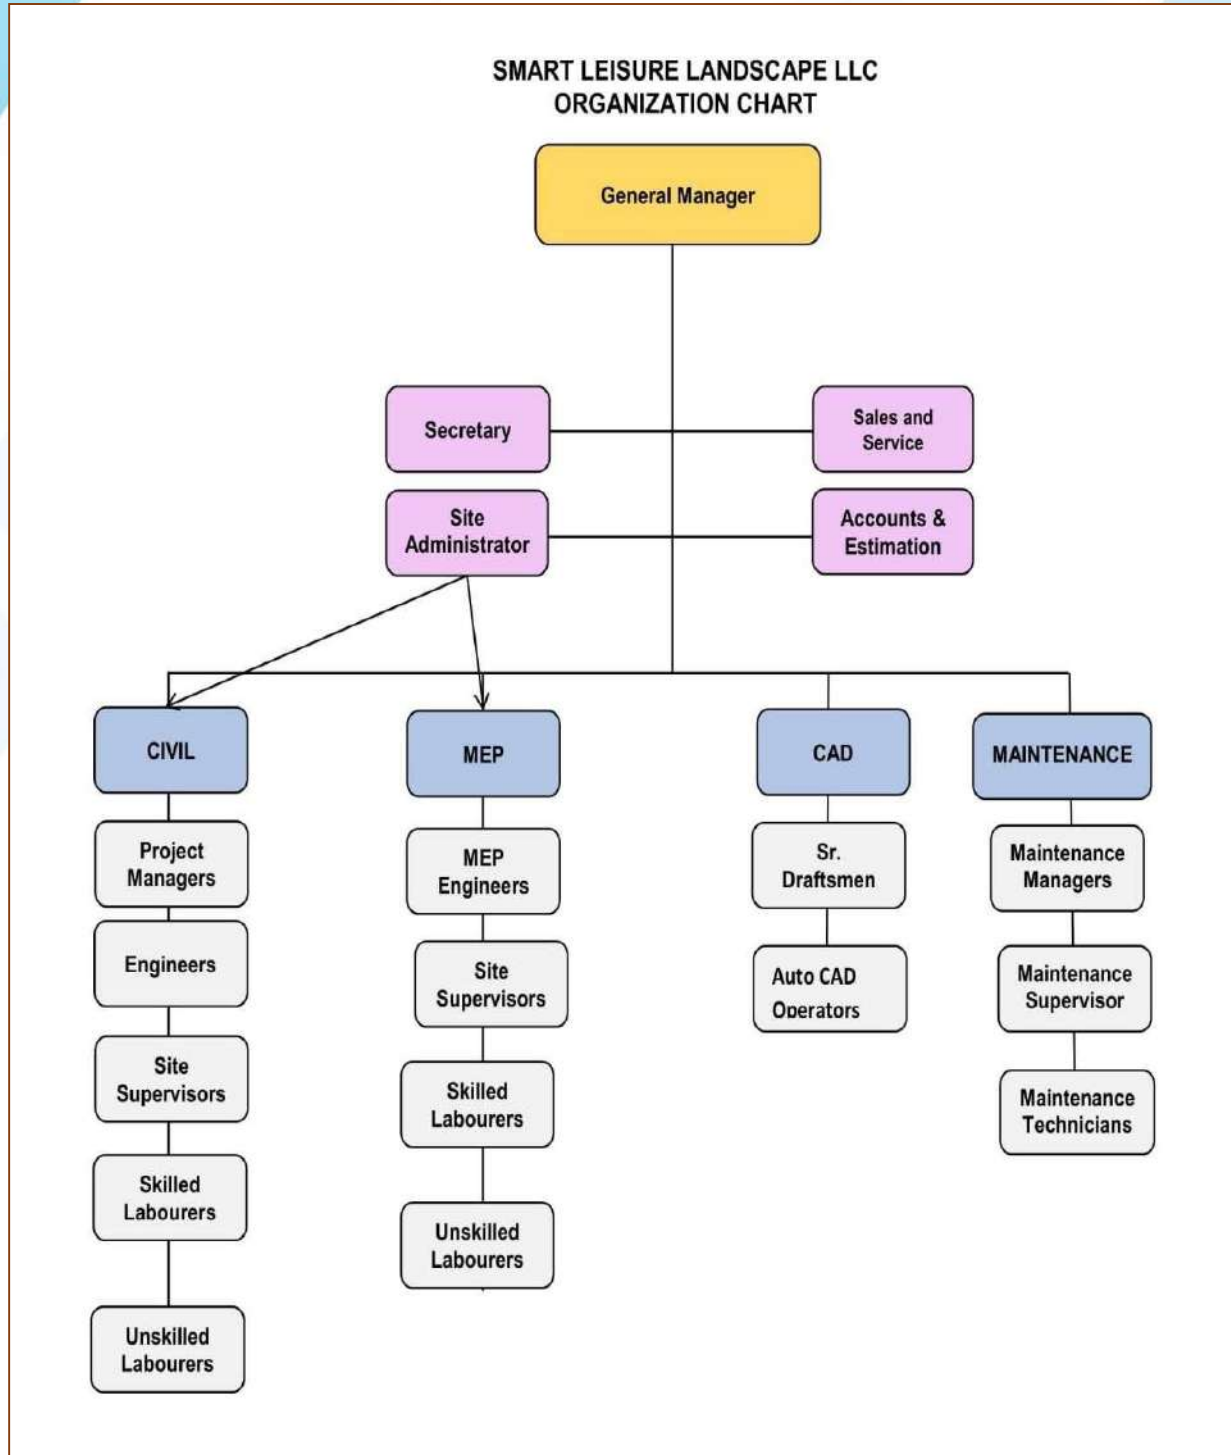 SMART LEISURE LANDSCAPE LLC
ORGANIZATION CHART
General Manager
Secretary
Sales and
Service
Site
Administrator
Accounts &
Estimation
CIVIL
MEP
CAD
MAINTENANCE
Project
Managers
MEP
Engineers
Sr.
Draftsmen
Maintenance
Managers
Engineers
Site
Supervisors
Auto CAD
Operators
Maintenance
Supervisor
Site
Supervisors
Skilled
Labourers
Maintenance
Technicians
Skilled
Labourers
Unskilled
Labourers
Unskilled
Labourers